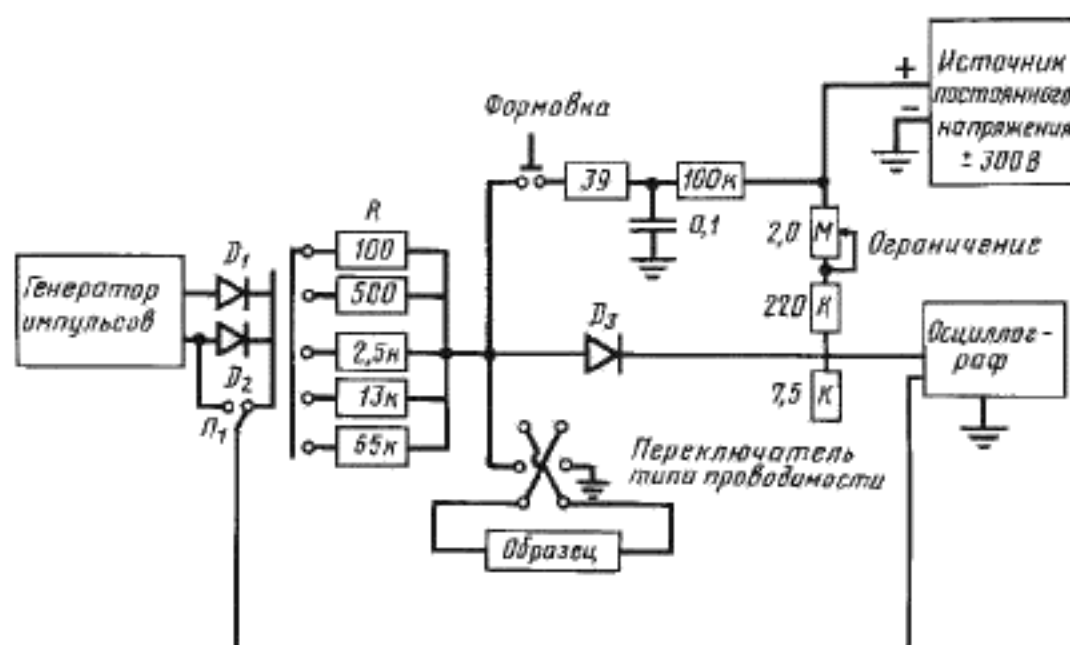 Источник
постоянного
напряжения
± 300 В
+
-
Формовка
39
100к
0,1
2,0
М
Ограничение
220
К
7,5
К
R
100
500
2,5к
13к
65к
Генератор
импульсов
D1
D2
П1
D3
Осциллог-
раф
Переключатель
типа проводимости
Образец